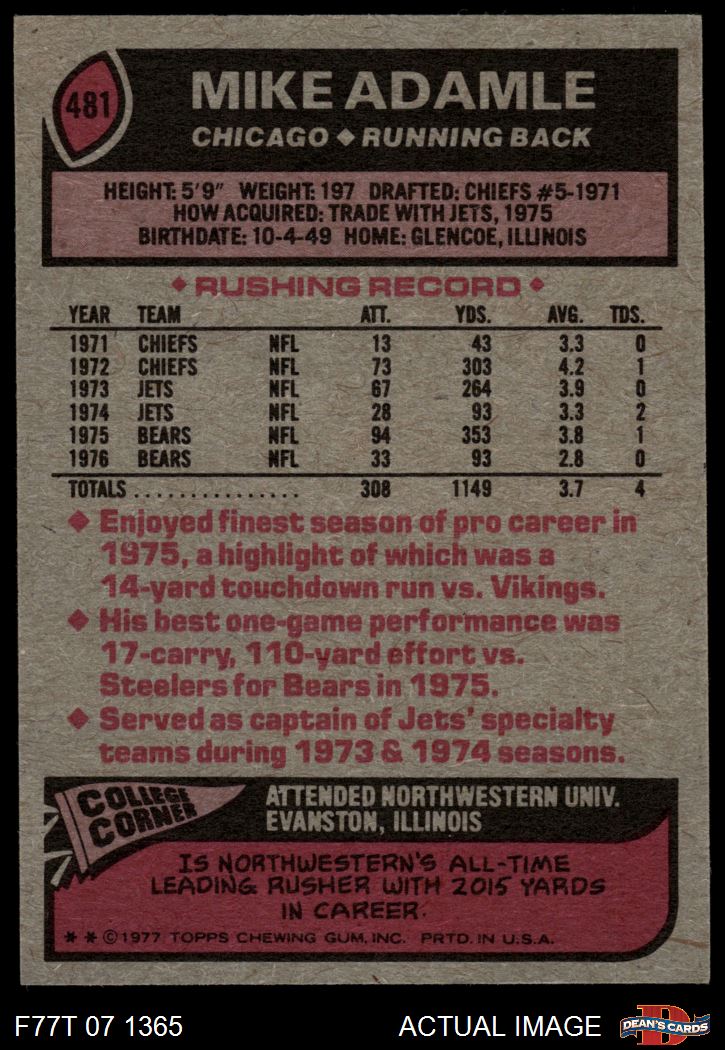 481
MIKE ADAMLE
CHICAGO ◆ RUNNING BACK
HEIGHT: 5'9" WEIGHT: 197 DRAFTED: CHIEFS #5-1971
HOW ACQUIRED: TRADE WITH JETS, 1975
BIRTHDATE: 10-4-49 HOME: GLENCOE, ILLINOIS
◆ RUSHING RECORD ◆
YEAR TEAM ATT. YDS. AVG. TDS.
1971 CHIEFS NFL 13 43 3.3 0
1972 CHIEFS NFL 73 303 4.2 1
1973 JETS NFL 67 264 3.9 0
1974 JETS NFL 28 93 3.3 2
1975 BEARS NFL 94 353 3.8 1
1976 BEARS NFL 33 93 2.8 0
TOTALS ................ 308 1149 3.7 4
◆ Enjoyed finest season of pro career in
1975, a highlight of which was a
14-yard touchdown run vs. Vikings.
◆ His best one-game performance was
17-carry, 110-yard effort vs.
Steelers for Bears in 1975.
◆ Served as captain of Jets' specialty
teams during 1973 & 1974 seasons.
COLLEGE
CORNER
ATTENDED NORTHWESTERN UNIV.
EVANSTON, ILLINOIS
IS NORTHWESTERN'S ALL-TIME
LEADING RUSHER WITH 2015 YARDS
IN CAREER.
* * ©1977 TOPPS CHEWING GUM, INC. PRTD. IN U.S.A.
F77T 07 1365
ACTUAL IMAGE
D
DEAN'S CARDS